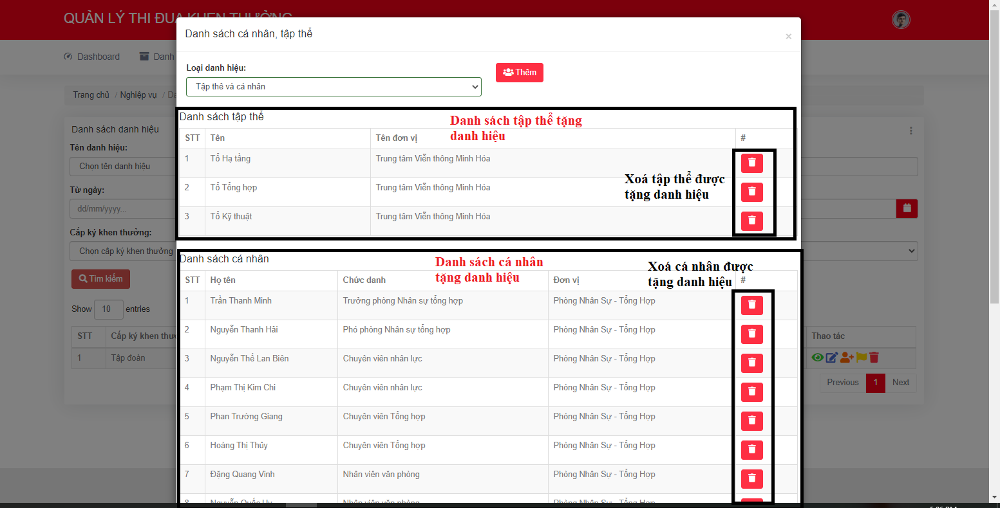 QUẢN LÝ THI ĐUA KHEN THƯỞNG
Danh sách cá nhân, tập thể
×
Dashboard
Danh
Loại danh hiệu:
Thêm
Tập thê và cá nhân
Trang chủ / Nghiệp vụ / Da
Danh sách tập thể
Danh sách tập thể tặng
danh hiệu
Danh sách danh hiệu
STT Tên Tên đơn vị #
Tên danh hiệu:
1 Tổ Hạ tầng Trung tâm Viễn thông Minh Hóa
Chọn tên danh hiệu
Xoá tập thể được
tặng danh hiệu
2 Tổ Tổng hợp Trung tâm Viễn thông Minh Hóa
Từ ngày:
dd/mm/yyyy...
3 Tổ Kỹ thuật Trung tâm Viễn thông Minh Hóa
Cấp ký khen thưởng:
Chọn cấp ký khen thưởng
Danh sách cá nhân
Danh sách cá nhân
tặng danh hiệu
Xoá cá nhân được
tặng danh hiệu
STT Họ tên Chức danh Đơn vị #
Tìm kiếm
1 Trần Thanh Minh Trưởng phòng Nhân sự tổng hợp Phòng Nhân Sự - Tổng Hợp
Show 10 entries
2 Nguyễn Thanh Hải Phó phòng Nhân sự tổng hợp Phòng Nhân Sự - Tổng Hợp
STT Cấp khen thư Thao tác
3 Nguyễn Thế Lan Biên Chuyên viên nhân lực Phòng Nhân Sự - Tổng Hợp
1 Tập đoàn
4 Phạm Thị Kim Chi Chuyên viên nhân lực Phòng Nhân Sự - Tổng Hợp
Previous 1 Next
5 Phan Trường Giang Chuyên viên Tổng hợp Phòng Nhân Sự - Tổng Hợp
6 Hoàng Thị Thủy Chuyên viên Tổng hợp Phòng Nhân Sự - Tổng Hợp
7 Đặng Quang Vinh Nhân viên văn phòng Phòng Nhân Sự - Tổng Hợp
8 Nguyễn Quốc Nhân viên văn phòng Phòng Nhân Sự - Tổng Hợp